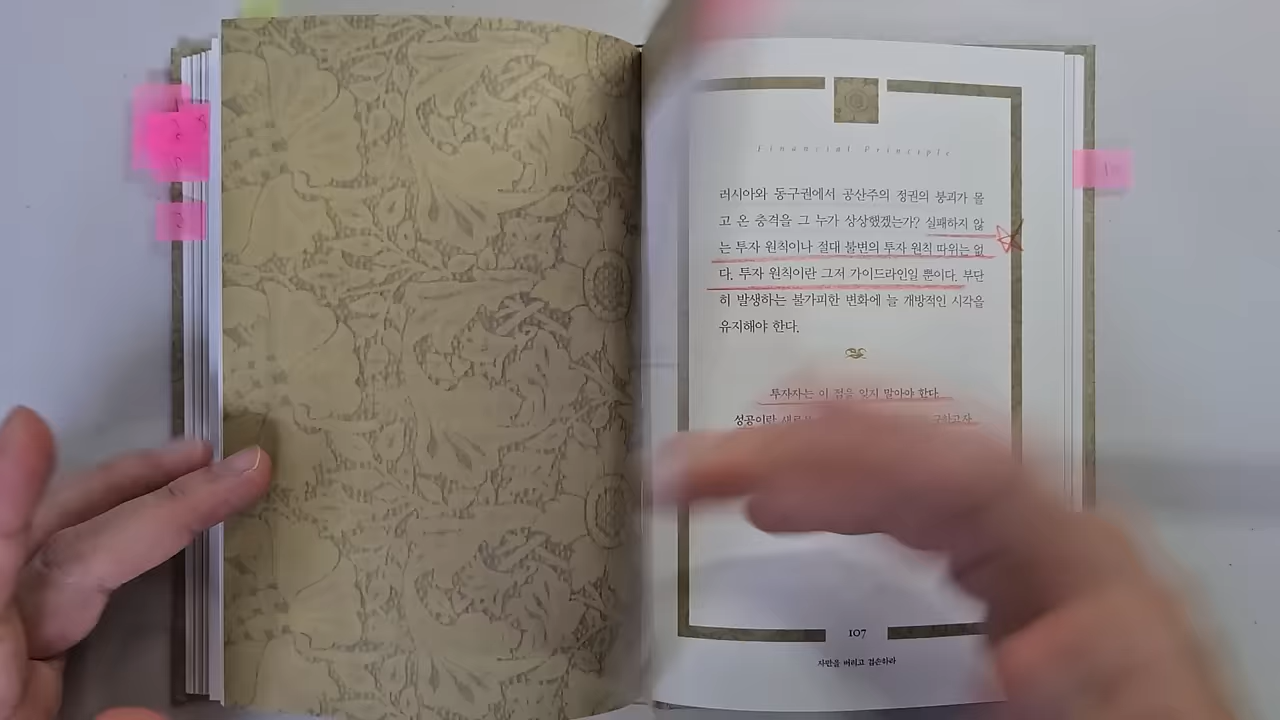 Financial Principle
러시아와 동구권에서 공산주의 정권의 붕괴가 몰
고 온 충격을 그 누가 상상했겠는가? 실패하지 않
는 투자 원칙이나 절대 불변의 투자 원칙 따위는 없
다. 투자 원칙이란 그저 가이드라인일 뿐이다. 부단
히 발생하는 불가피한 변화에 늘 개방적인 시각을
유지해야 한다.
투자자는 이 점을 잊지 말아야 한다.
성공이란
107
자만을 버리고 겸손하라